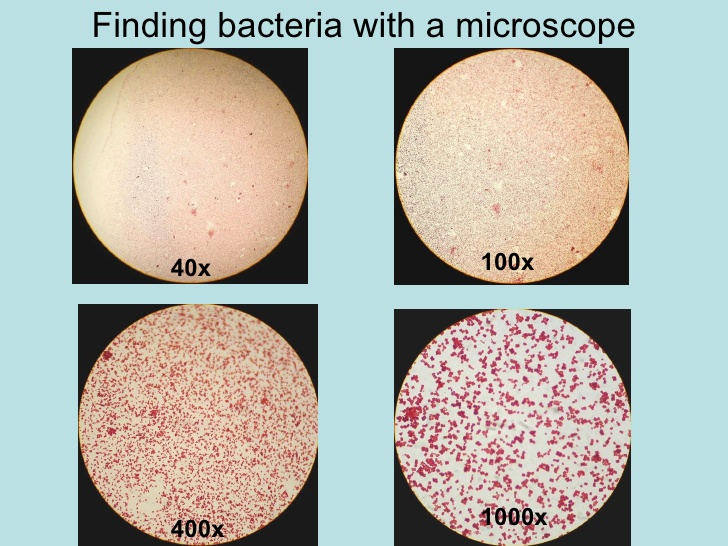 Finding bacteria with a microscope
40x
100x
400x
1000x